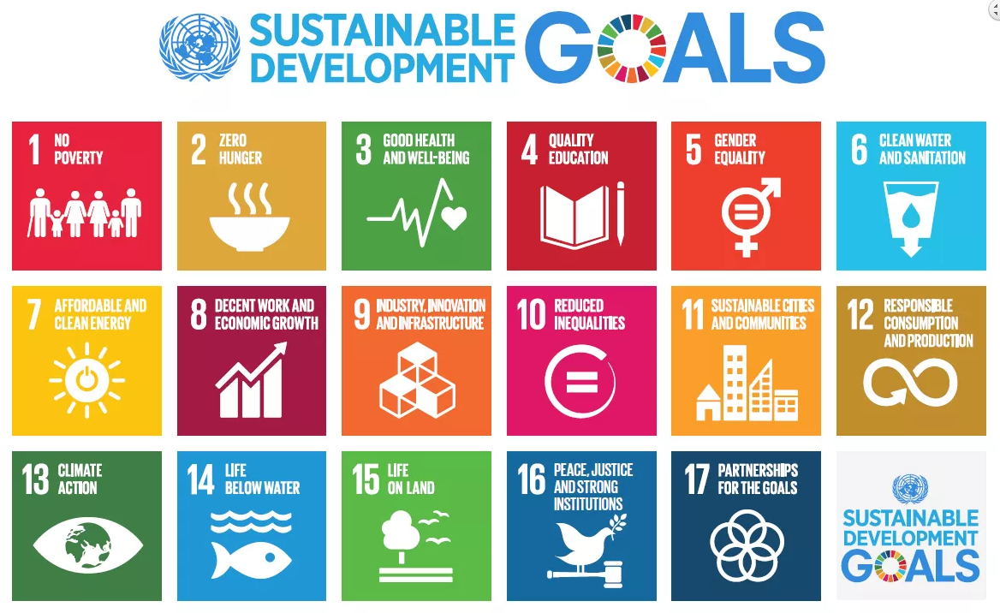 SUSTAINABLE
DEVELOPMENT
GOALS
1 NO
POVERTY
2 ZERO
HUNGER
3 GOOD HEALTH
AND WELL-BEING
4 QUALITY
EDUCATION
5 GENDER
EQUALITY
6 CLEAN WATER
AND SANITATION
7 AFFORDABLE AND
CLEAN ENERGY
8 DECENT WORK AND
ECONOMIC GROWTH
9 INDUSTRY, INNOVATION
AND INFRASTRUCTURE
10 REDUCED
INEQUALITIES
11 SUSTAINABLE CITIES
AND COMMUNITIES
12 RESPONSIBLE
CONSUMPTION
AND PRODUCTION
13 CLIMATE
ACTION
14 LIFE
BELOW WATER
15 LIFE
ON LAND
16 PEACE, JUSTICE
AND STRONG
INSTITUTIONS
17 PARTNERSHIPS
FOR THE GOALS
SUSTAINABLE
DEVELOPMENT
GOALS